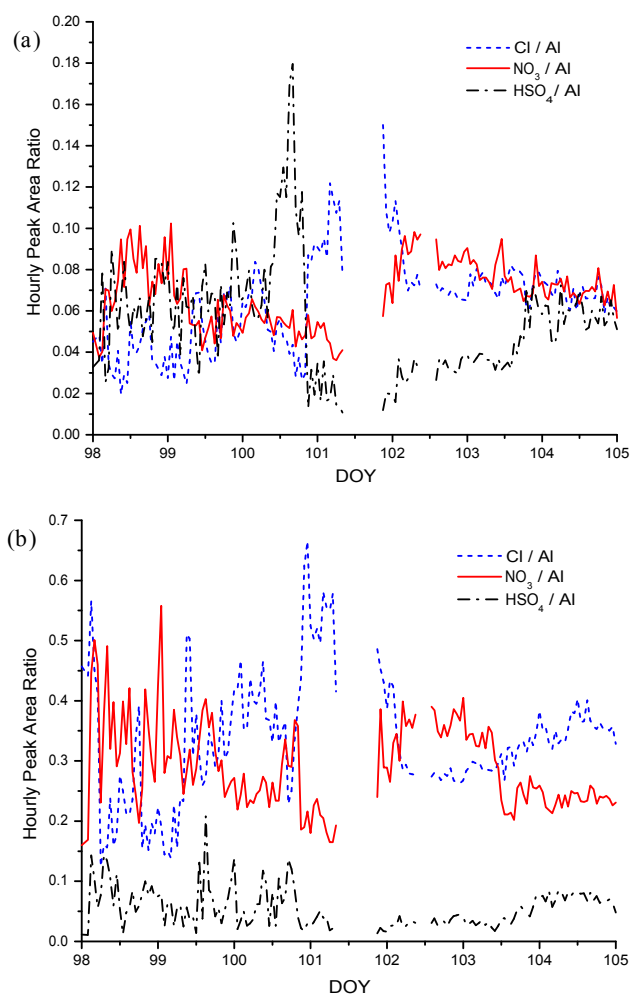 (a)
0.20
0.18
0.16
0.14
0.12
0.10
0.08
0.06
0.04
0.02
0.00
Hourly Peak Area Ratio
Cl / Al
NO₃ / Al
HSO₄ / Al
98 99 100 101 102 103 104 105
DOY
(b)
0.7
0.6
0.5
0.4
0.3
0.2
0.1
0.0
Hourly Peak Area Ratio
Cl / Al
NO₃ / Al
HSO₄ / Al
98 99 100 101 102 103 104 105
DOY